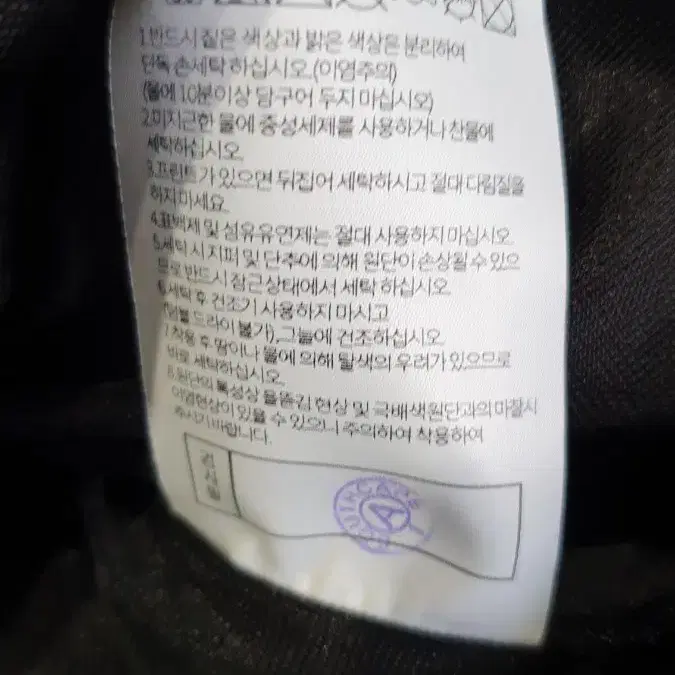 1.반드시 짙은 색상과 밝은 색상은 분리하여
단독 손세탁 하십시오.(이염주의)
(물에 10분이상 담구어 두지 마십시오)
2.미지근한 물에 중성세제를 사용하거나 찬물에
세탁하십시오.
3.프린트가 있으면 뒤집어 세탁하시고 절대 다림질을
하지마세요.
4.표백제 및 섬유유연제는 절대 사용하지 마십시오.
5.세탁 시 지퍼 및 단추에 의해 원단이 손상될 수 있으
므로 반드시 잠근상태에서 세탁 하십시오.
6.세탁 후 건조기 사용하지 마시고
(텀블 드라이 불가), 그늘에 건조하십시오.
7.착용 후 땀이나 물에 의해 탈색의 우려가 있으므로
바로 세탁하십시오.
8.원단의 특성상 올뜯김 현상 및 극배색원단과의 마찰시
이염현상이 있을 수 있으니 주의하여 착용하여
주시기 바랍니다.
검사필
A